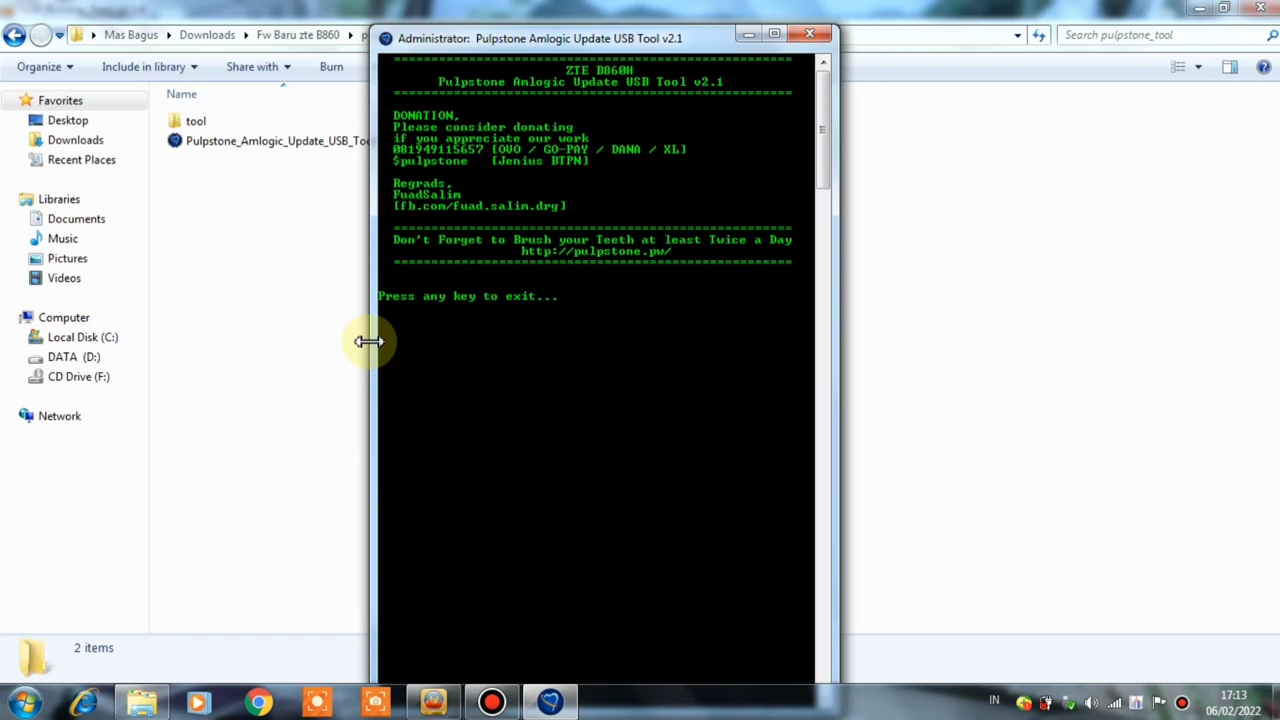 Mas Bagus
Downloads
Fw Baru zte B860
Search pulpstone_tool
Organize
Include in library
Share with
Burn
Favorites
Desktop
Downloads
Recent Places
Libraries
Documents
Music
Pictures
Videos
Computer
Local Disk (C:)
DATA (D:)
CD Drive (F:)
Network
Name
tool
Pulpstone_Amlogic_Update_USB_Too
2 items
Administrator: Pulpstone Amlogic Update USB Tool v2.1
=====================================================
ZTE B860H
Pulpstone Amlogic Update USB Tool v2.1
=====================================================
DONATION,
Please consider donating
if you appreciate our work
081949115657 [OVO / GO-PAY / DANA / XL]
$pulpstone [Jenius BTPN]
Regrads,
FuadSalim
[fb.com/fuad.salim.drg]
=====================================================
Don't Forget to Brush your Teeth at least Twice a Day
http://pulpstone.pw/
=====================================================
Press any key to exit...
IN
17:13
06/02/2022